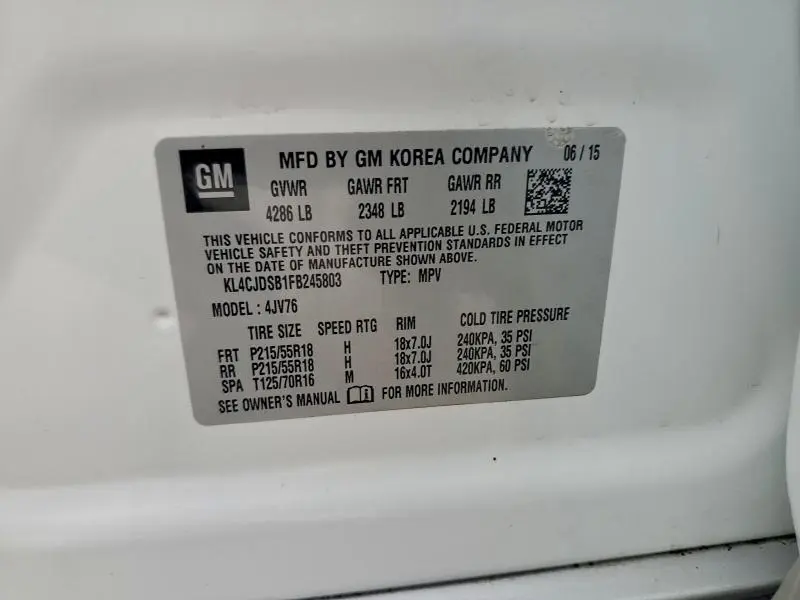 GM MFD BY GM KOREA COMPANY 06 / 15
GVWR GAWR FRT GAWR RR
4286 LB 2348 LB 2194 LB
THIS VEHICLE CONFORMS TO ALL APPLICABLE U.S. FEDERAL MOTOR
VEHICLE SAFETY AND THEFT PREVENTION STANDARDS IN EFFECT
ON THE DATE OF MANUFACTURE SHOWN ABOVE.
KL4CJDSB1FB245803 TYPE: MPV
MODEL : 4JV76
TIRE SIZE SPEED RTG RIM COLD TIRE PRESSURE
FRT P215/55R18 H 18x7.0J 240KPA, 35 PSI
RR P215/55R18 H 18x7.0J 240KPA, 35 PSI
SPA T125/70R16 M 16x4.0T 420KPA, 60 PSI
SEE OWNER'S MANUAL i FOR MORE INFORMATION.